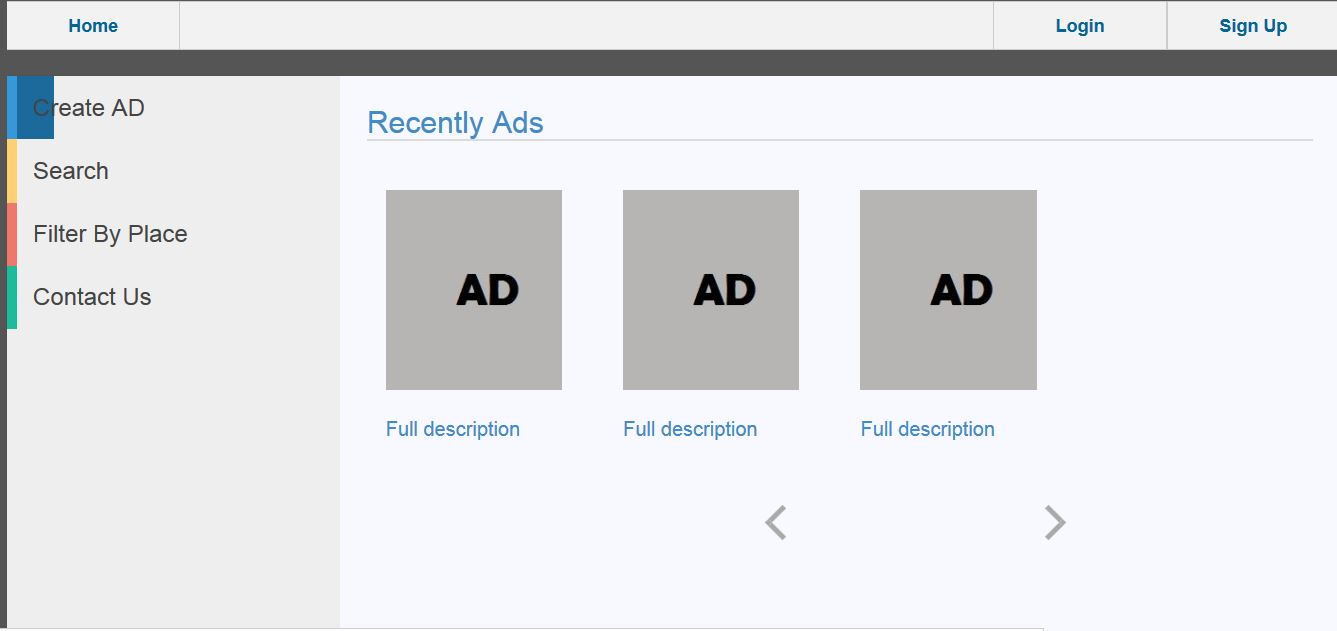 Home Login Sign Up
Create AD
Search
Filter By Place
Contact Us
Recently Ads
AD AD AD
Full description Full description Full description